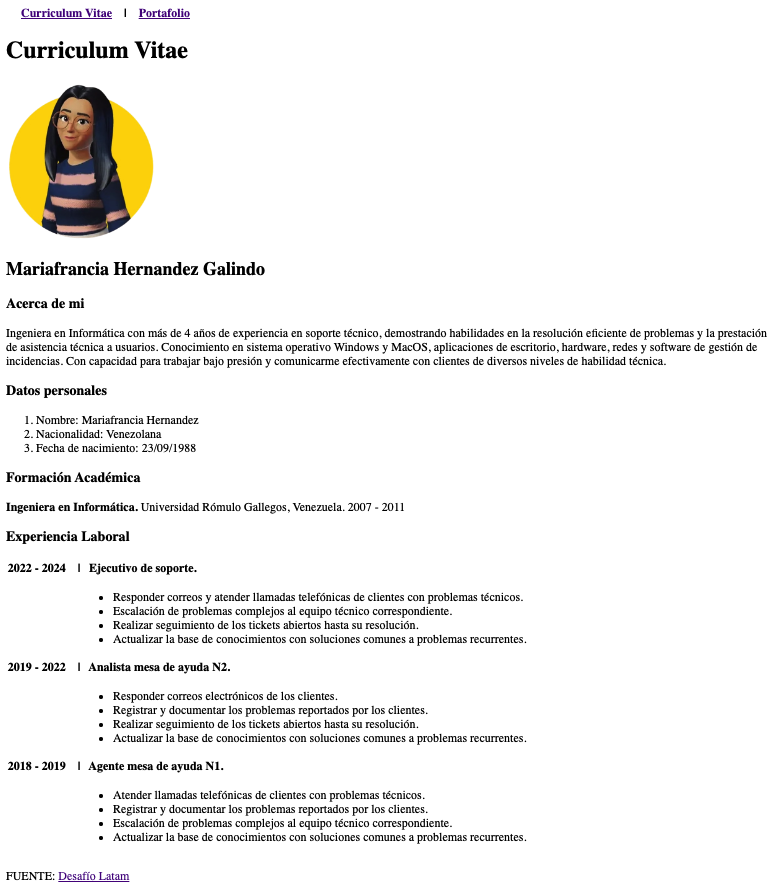 Curriculum Vitae | Portafolio
Curriculum Vitae
Mariafrancia Hernandez Galindo
Acerca de mi
Ingeniera en Informática con más de 4 años de experiencia en soporte técnico, demostrando habilidades en la resolución eficiente de problemas y la prestación
de asistencia técnica a usuarios. Conocimiento en sistema operativo Windows y MacOS, aplicaciones de escritorio, hardware, redes y software de gestión de
incidencias. Con capacidad para trabajar bajo presión y comunicarme efectivamente con clientes de diversos niveles de habilidad técnica.
Datos personales
1. Nombre: Mariafrancia Hernandez
2. Nacionalidad: Venezolana
3. Fecha de nacimiento: 23/09/1988
Formación Académica
Ingeniera en Informática. Universidad Rómulo Gallegos, Venezuela. 2007 - 2011
Experiencia Laboral
2022 - 2024 | Ejecutivo de soporte.
• Responder correos y atender llamadas telefónicas de clientes con problemas técnicos.
• Escalación de problemas complejos al equipo técnico correspondiente.
• Realizar seguimiento de los tickets abiertos hasta su resolución.
• Actualizar la base de conocimientos con soluciones comunes a problemas recurrentes.
2019 - 2022 | Analista mesa de ayuda N2.
• Responder correos electrónicos de los clientes.
• Registrar y documentar los problemas reportados por los clientes.
• Realizar seguimiento de los tickets abiertos hasta su resolución.
• Actualizar la base de conocimientos con soluciones comunes a problemas recurrentes.
2018 - 2019 | Agente mesa de ayuda N1.
• Atender llamadas telefónicas de clientes con problemas técnicos.
• Registrar y documentar los problemas reportados por los clientes.
• Escalación de problemas complejos al equipo técnico correspondiente.
• Actualizar la base de conocimientos con soluciones comunes a problemas recurrentes.
FUENTE: Desafío Latam